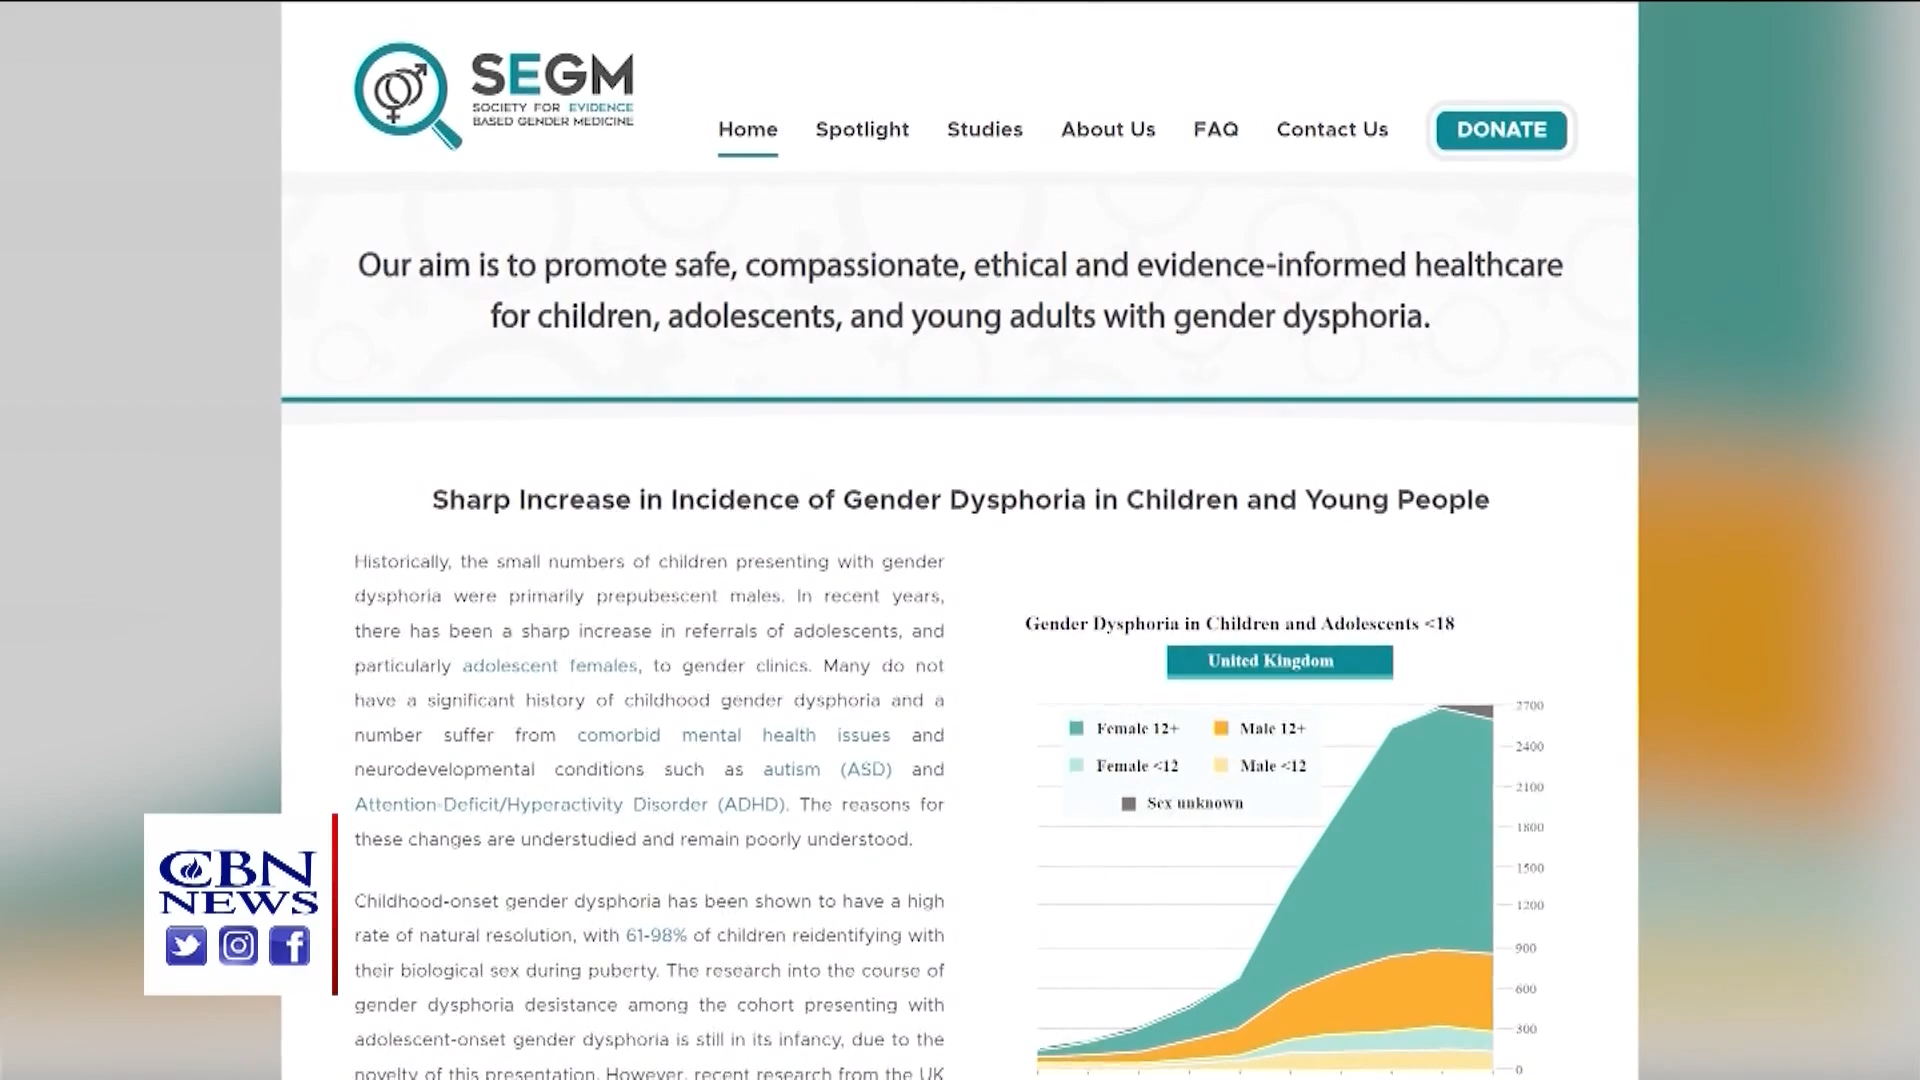 SEGM
SOCIETY FOR EVIDENCE
BASED GENDER MEDICINE
Home Spotlight Studies About Us FAQ Contact Us DONATE
Our aim is to promote safe, compassionate, ethical and evidence-informed healthcare
for children, adolescents, and young adults with gender dysphoria.
Sharp Increase in Incidence of Gender Dysphoria in Children and Young People
Historically, the small numbers of children presenting with gender
dysphoria were primarily prepubescent males. In recent years,
there has been a sharp increase in referrals of adolescents, and
particularly adolescent females, to gender clinics. Many do not
have a significant history of childhood gender dysphoria and a
number suffer from comorbid mental health issues and
neurodevelopmental conditions such as autism (ASD) and
Attention-Deficit/Hyperactivity Disorder (ADHD). The reasons for
these changes are understudied and remain poorly understood.
Childhood-onset gender dysphoria has been shown to have a high
rate of natural resolution, with 61-98% of children reidentifying with
their biological sex during puberty. The research into the course of
gender dysphoria desistance among the cohort presenting with
adolescent-onset gender dysphoria is still in its infancy, due to the
novelty of this presentation. However, recent research from the UK
Gender Dysphoria in Children and Adolescents <18
United Kingdom
Female 12+ Male 12+
Female <12 Male <12
Sex unknown
2700
2400
2100
1800
1500
1200
900
600
300
0
CBN
NEWS